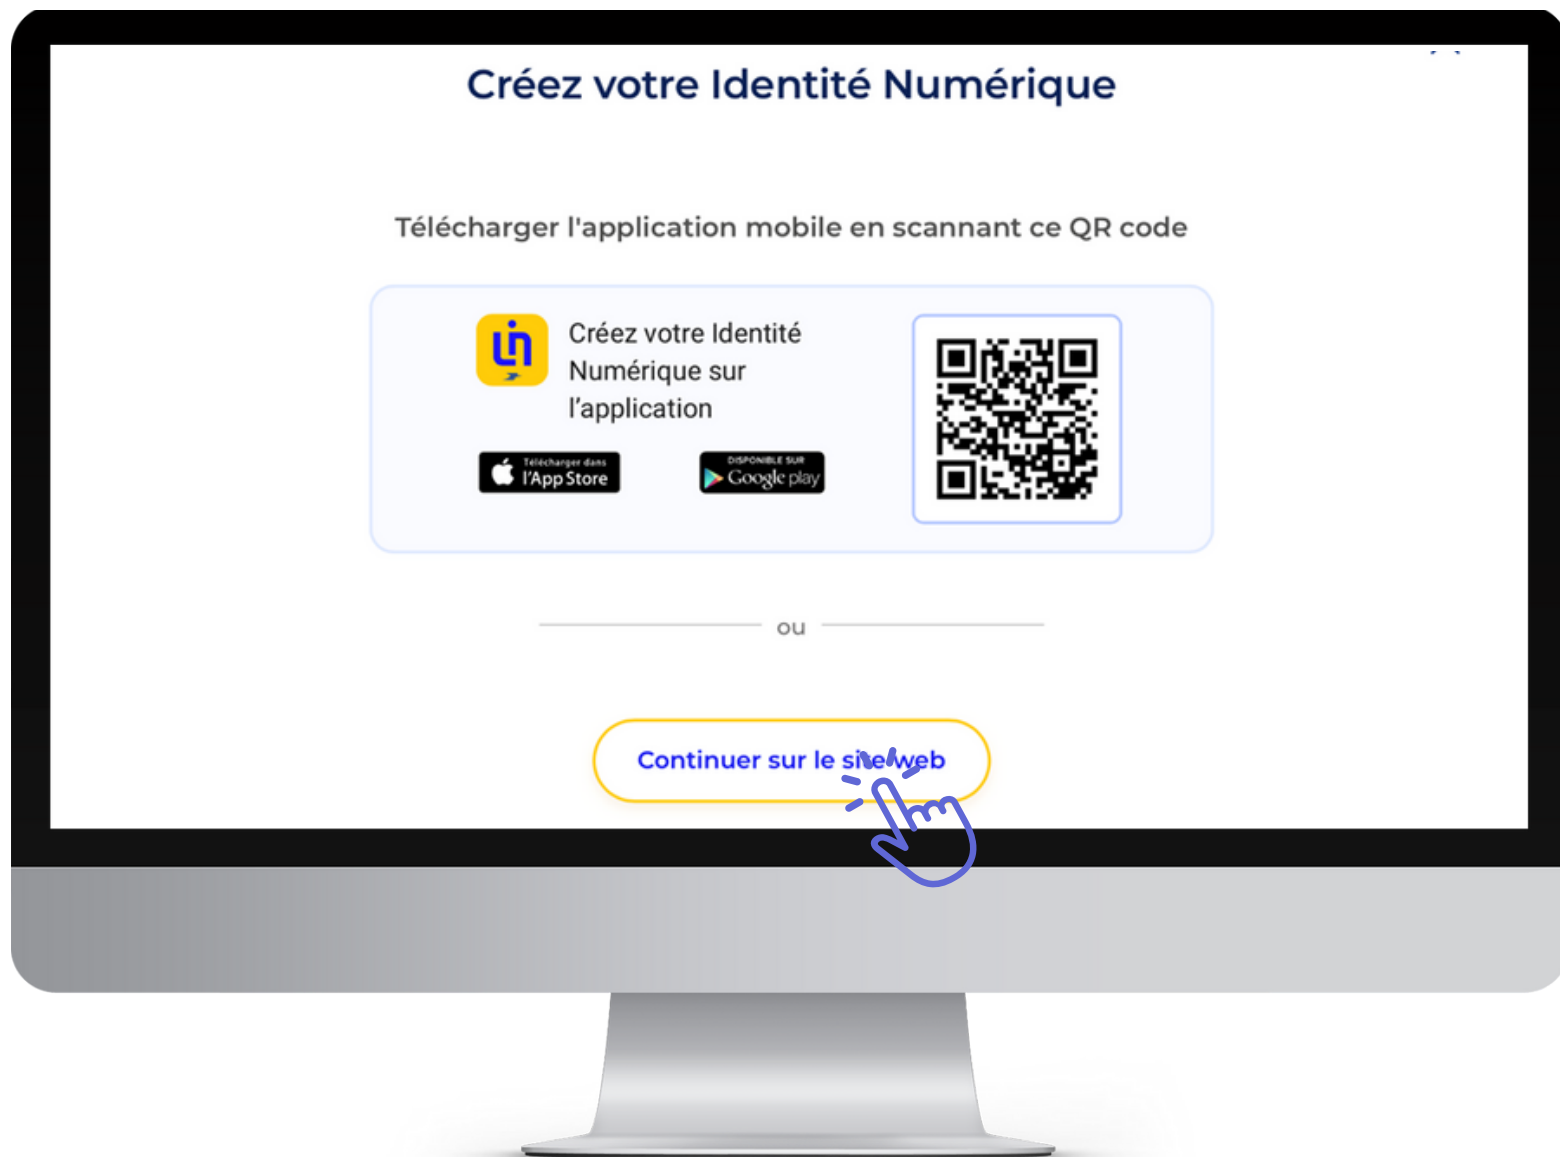 Créez votre Identité Numérique
Télécharger l'application mobile en scannant ce QR code
in
Créez votre Identité
Numérique sur
l’application
Télécharger dans
l'App Store
DISPONIBLE SUR
Google play
ou
Continuer sur le site web